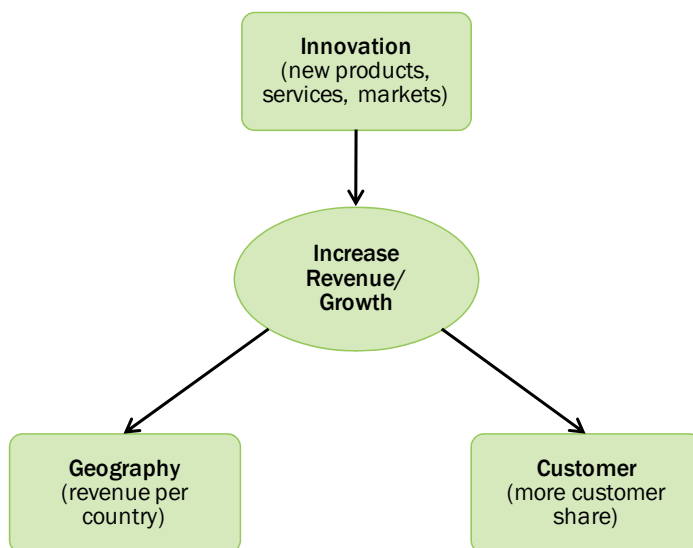 Innovation
(new products,
services, markets)
Increase
Revenue/
Growth
Geography
(revenue per
country)
Customer
(more customer
share)